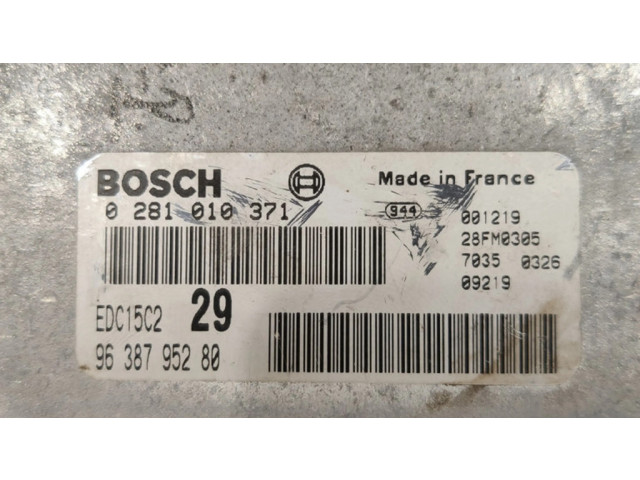 BOSCH Made in France
0 281 010 371 944 001219
28FM0305
7035 0326
09219
EDC15C2 29
96 387 952 80